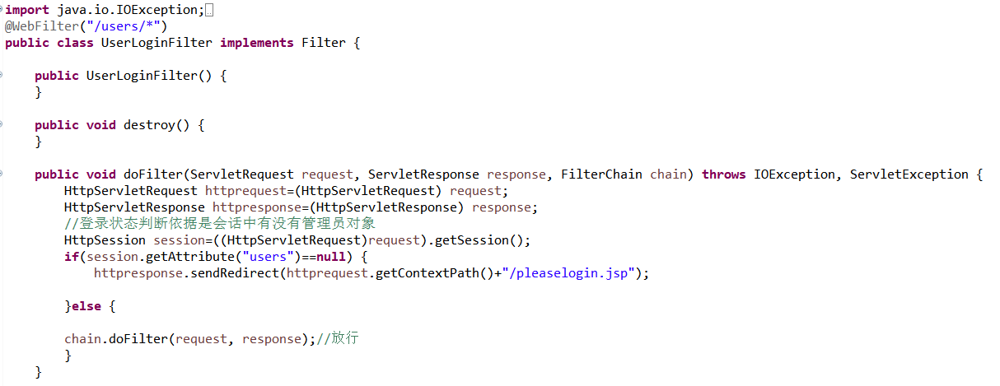 import java.io.IOException;
@WebFilter("/users/*")
public class UserLoginFilter implements Filter {
public UserLoginFilter() {
}
public void destroy() {
}
public void doFilter(ServletRequest request, ServletResponse response, FilterChain chain) throws IOException, ServletException {
HttpServletRequest httprequest=(HttpServletRequest) request;
HttpServletResponse httpresponse=(HttpServletResponse) response;
//登录状态判断依据是会话中有没有管理员对象
HttpSession session=((HttpServletRequest)request).getSession();
if(session.getAttribute("users")==null) {
httpresponse.sendRedirect(httprequest.getContextPath()+"/pleaselogin.jsp");
}else {
chain.doFilter(request, response);//放行
}
}